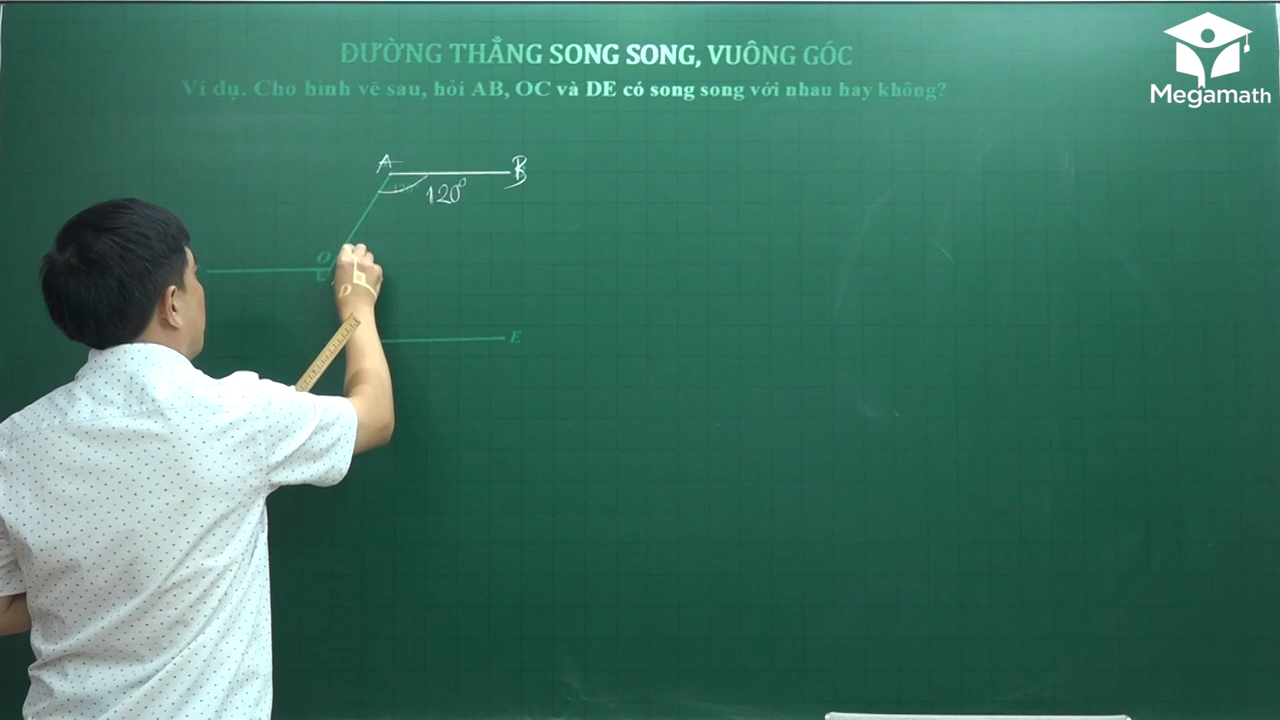 ĐƯỜNG THẲNG SONG SONG, VUÔNG GÓC
Ví dụ. Cho hình vẽ sau, hỏi AB, OC và DE có song song với nhau hay không?
Megamath
A
B
120°
O
D
E